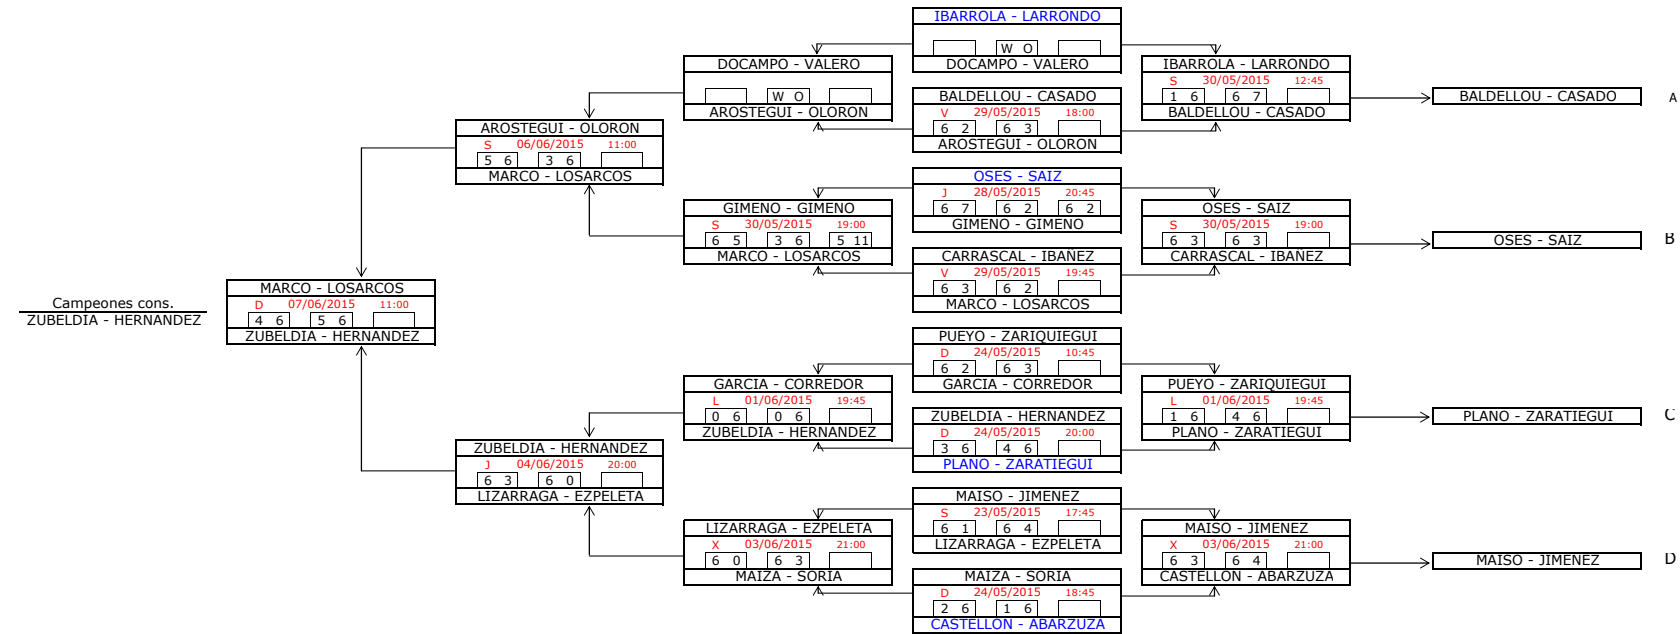 IBARROLA - LARRONDO
W O
DOCAMPO - VALERO
DOCAMPO - VALERO
W O
AROSTEGUI - OLORON
IBARROLA - LARRONDO
S 30/05/2015 12:45
1 6 6 7
BALDELLOU - CASADO
BALDELLOU - CASADO A
BALDELLOU - CASADO
V 29/05/2015 18:00
6 2 6 3
AROSTEGUI - OLORON
AROSTEGUI - OLORON
S 06/06/2015 11:00
5 6 3 6
MARCO - LOSARCOS
OSES - SAIZ
J 28/05/2015 20:45
6 7 6 2 6 2
GIMENO - GIMENO
GIMENO - GIMENO
S 30/05/2015 19:00
6 5 3 6 5 11
MARCO - LOSARCOS
OSES - SAIZ
S 30/05/2015 19:00
6 3 6 3
CARRASCAL - IBAÑEZ
OSES - SAIZ B
CARRASCAL - IBAÑEZ
V 29/05/2015 19:45
6 3 6 2
MARCO - LOSARCOS
MARCO - LOSARCOS
D 07/06/2015 11:00
4 6 5 6
ZUBELDIA - HERNANDEZ
Campeones cons.
ZUBELDIA - HERNANDEZ
PUEYO - ZARIQUIEGUI
D 24/05/2015 10:45
6 2 6 3
GARCIA - CORREDOR
GARCIA - CORREDOR
L 01/06/2015 19:45
0 6 0 6
ZUBELDIA - HERNANDEZ
PUEYO - ZARIQUIEGUI
L 01/06/2015 19:45
1 6 4 6
PLANO - ZARATIEGUI
PLANO - ZARATIEGUI C
ZUBELDIA - HERNANDEZ
D 24/05/2015 20:00
3 6 4 6
PLANO - ZARATIEGUI
ZUBELDIA - HERNANDEZ
J 04/06/2015 20:00
6 3 6 0
LIZARRAGA - EZPELETA
MAISO - JIMENEZ
S 23/05/2015 17:45
6 1 6 4
LIZARRAGA - EZPELETA
LIZARRAGA - EZPELETA
X 03/06/2015 21:00
6 0 6 3
MAIZA - SORIA
MAISO - JIMENEZ
X 03/06/2015 21:00
6 3 6 4
CASTELLON - ABARZUZA
MAISO - JIMENEZ D
MAIZA - SORIA
D 24/05/2015 18:45
2 6 1 6
CASTELLON - ABARZUZA